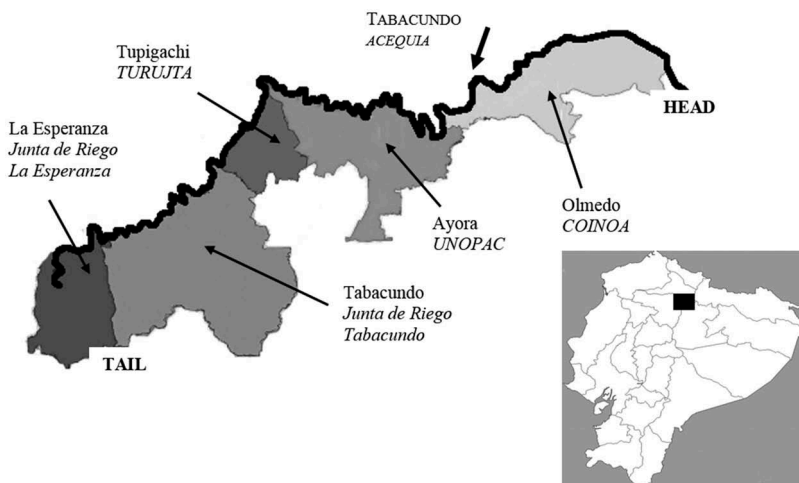 TABACUNDO
ACEQUIA
Tupigachi
TURUJTA
HEAD
La Esperanza
Junta de Riego
La Esperanza
Olmedo
COINOA
Ayora
UNOPAC
Tabacundo
Junta de Riego
Tabacundo
TAIL